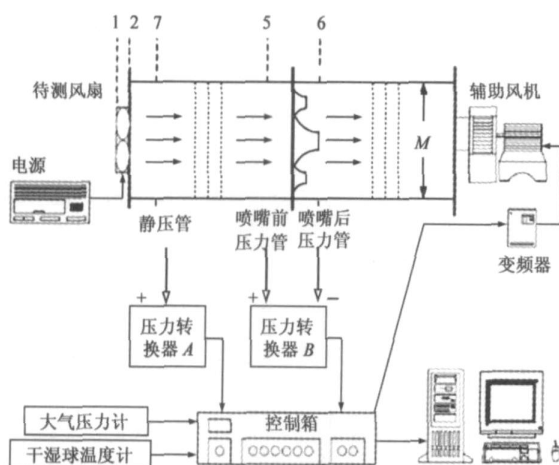 1 2 7 5 6
待测风扇
辅助风机
M
电源
静压管
喷嘴前
压力管
喷嘴后
压力管
变频器
+
+
−
压力转
换器 A
压力转
换器 B
大气压力计
控制箱
干湿球温度计